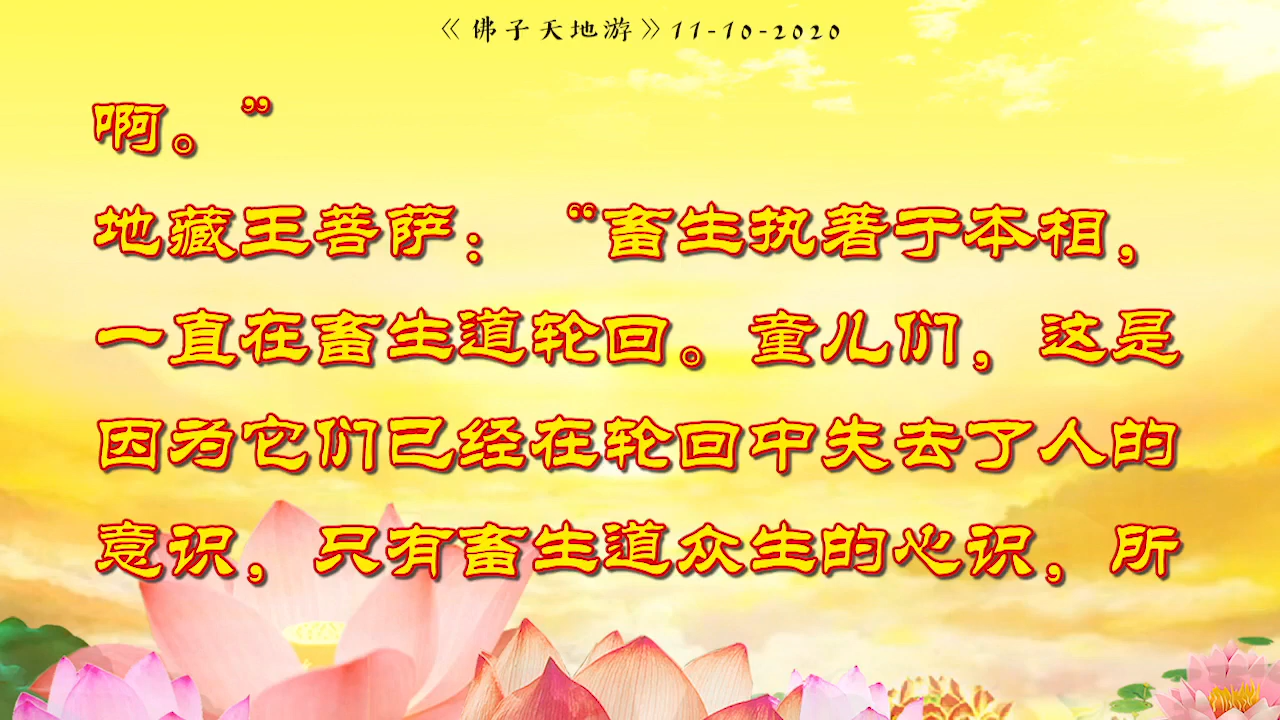 《佛子天地游》11-10-2020
啊。”
地藏王菩萨：“畜生执著于本相，
一直在畜生道轮回。童儿们，这是
因为它们已经在轮回中失去了人的
意识，只有畜生道众生的心识，所